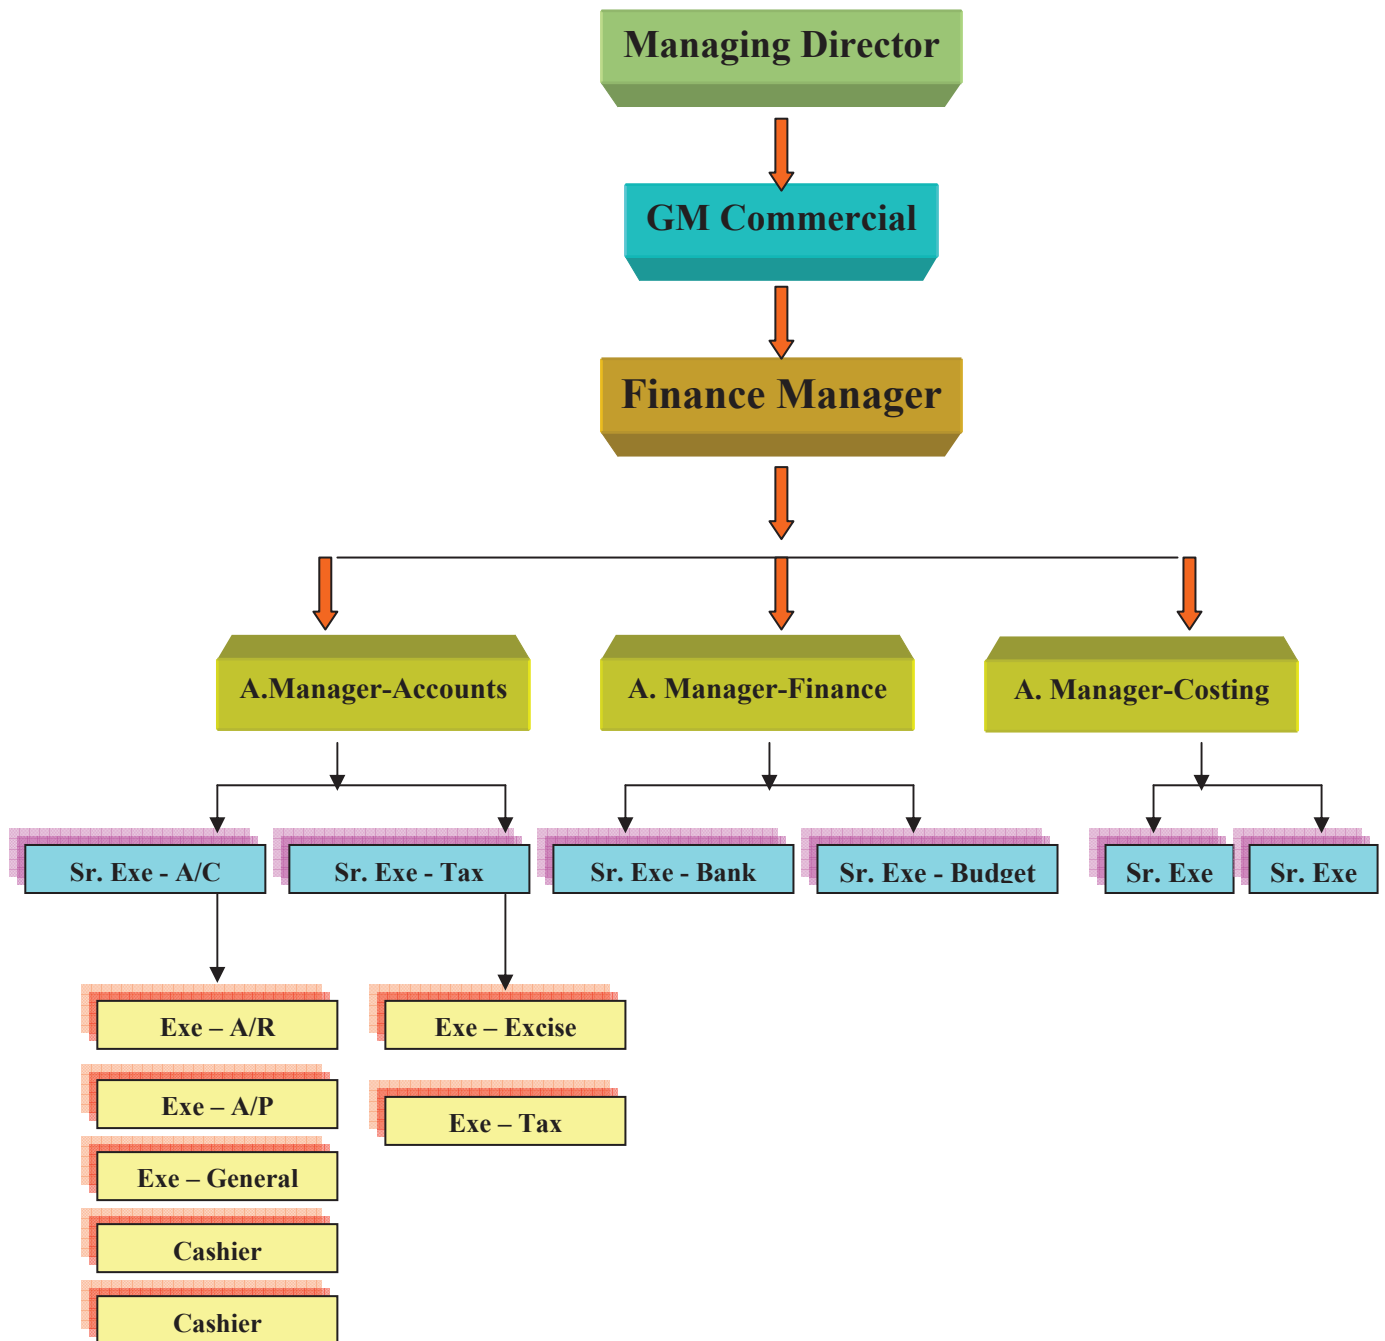 Managing Director
GM Commercial
Finance Manager
A.Manager-Accounts
A. Manager-Finance
A. Manager-Costing
Sr. Exe - A/C
Sr. Exe - Tax
Sr. Exe - Bank
Sr. Exe - Budget
Sr. Exe
Sr. Exe
Exe – A/R
Exe – Excise
Exe – A/P
Exe – Tax
Exe – General
Cashier
Cashier